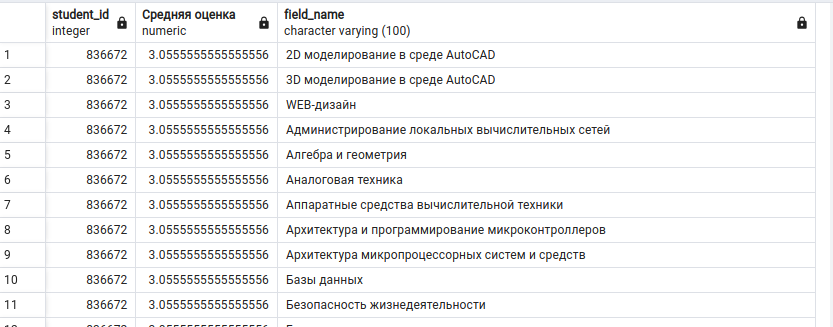 student_id Средняя оценка field_name
integer numeric character varying (100)
1 836672 3.0555555555555556 2D моделирование в среде AutoCAD
2 836672 3.0555555555555556 3D моделирование в среде AutoCAD
3 836672 3.0555555555555556 WEB-дизайн
4 836672 3.0555555555555556 Администрирование локальных вычислительных сетей
5 836672 3.0555555555555556 Алгебра и геометрия
6 836672 3.0555555555555556 Аналоговая техника
7 836672 3.0555555555555556 Аппаратные средства вычислительной техники
8 836672 3.0555555555555556 Архитектура и программирование микроконтроллеров
9 836672 3.0555555555555556 Архитектура микропроцессорных систем и средств
10 836672 3.0555555555555556 Базы данных
11 836672 3.0555555555555556 Безопасность жизнедеятельности